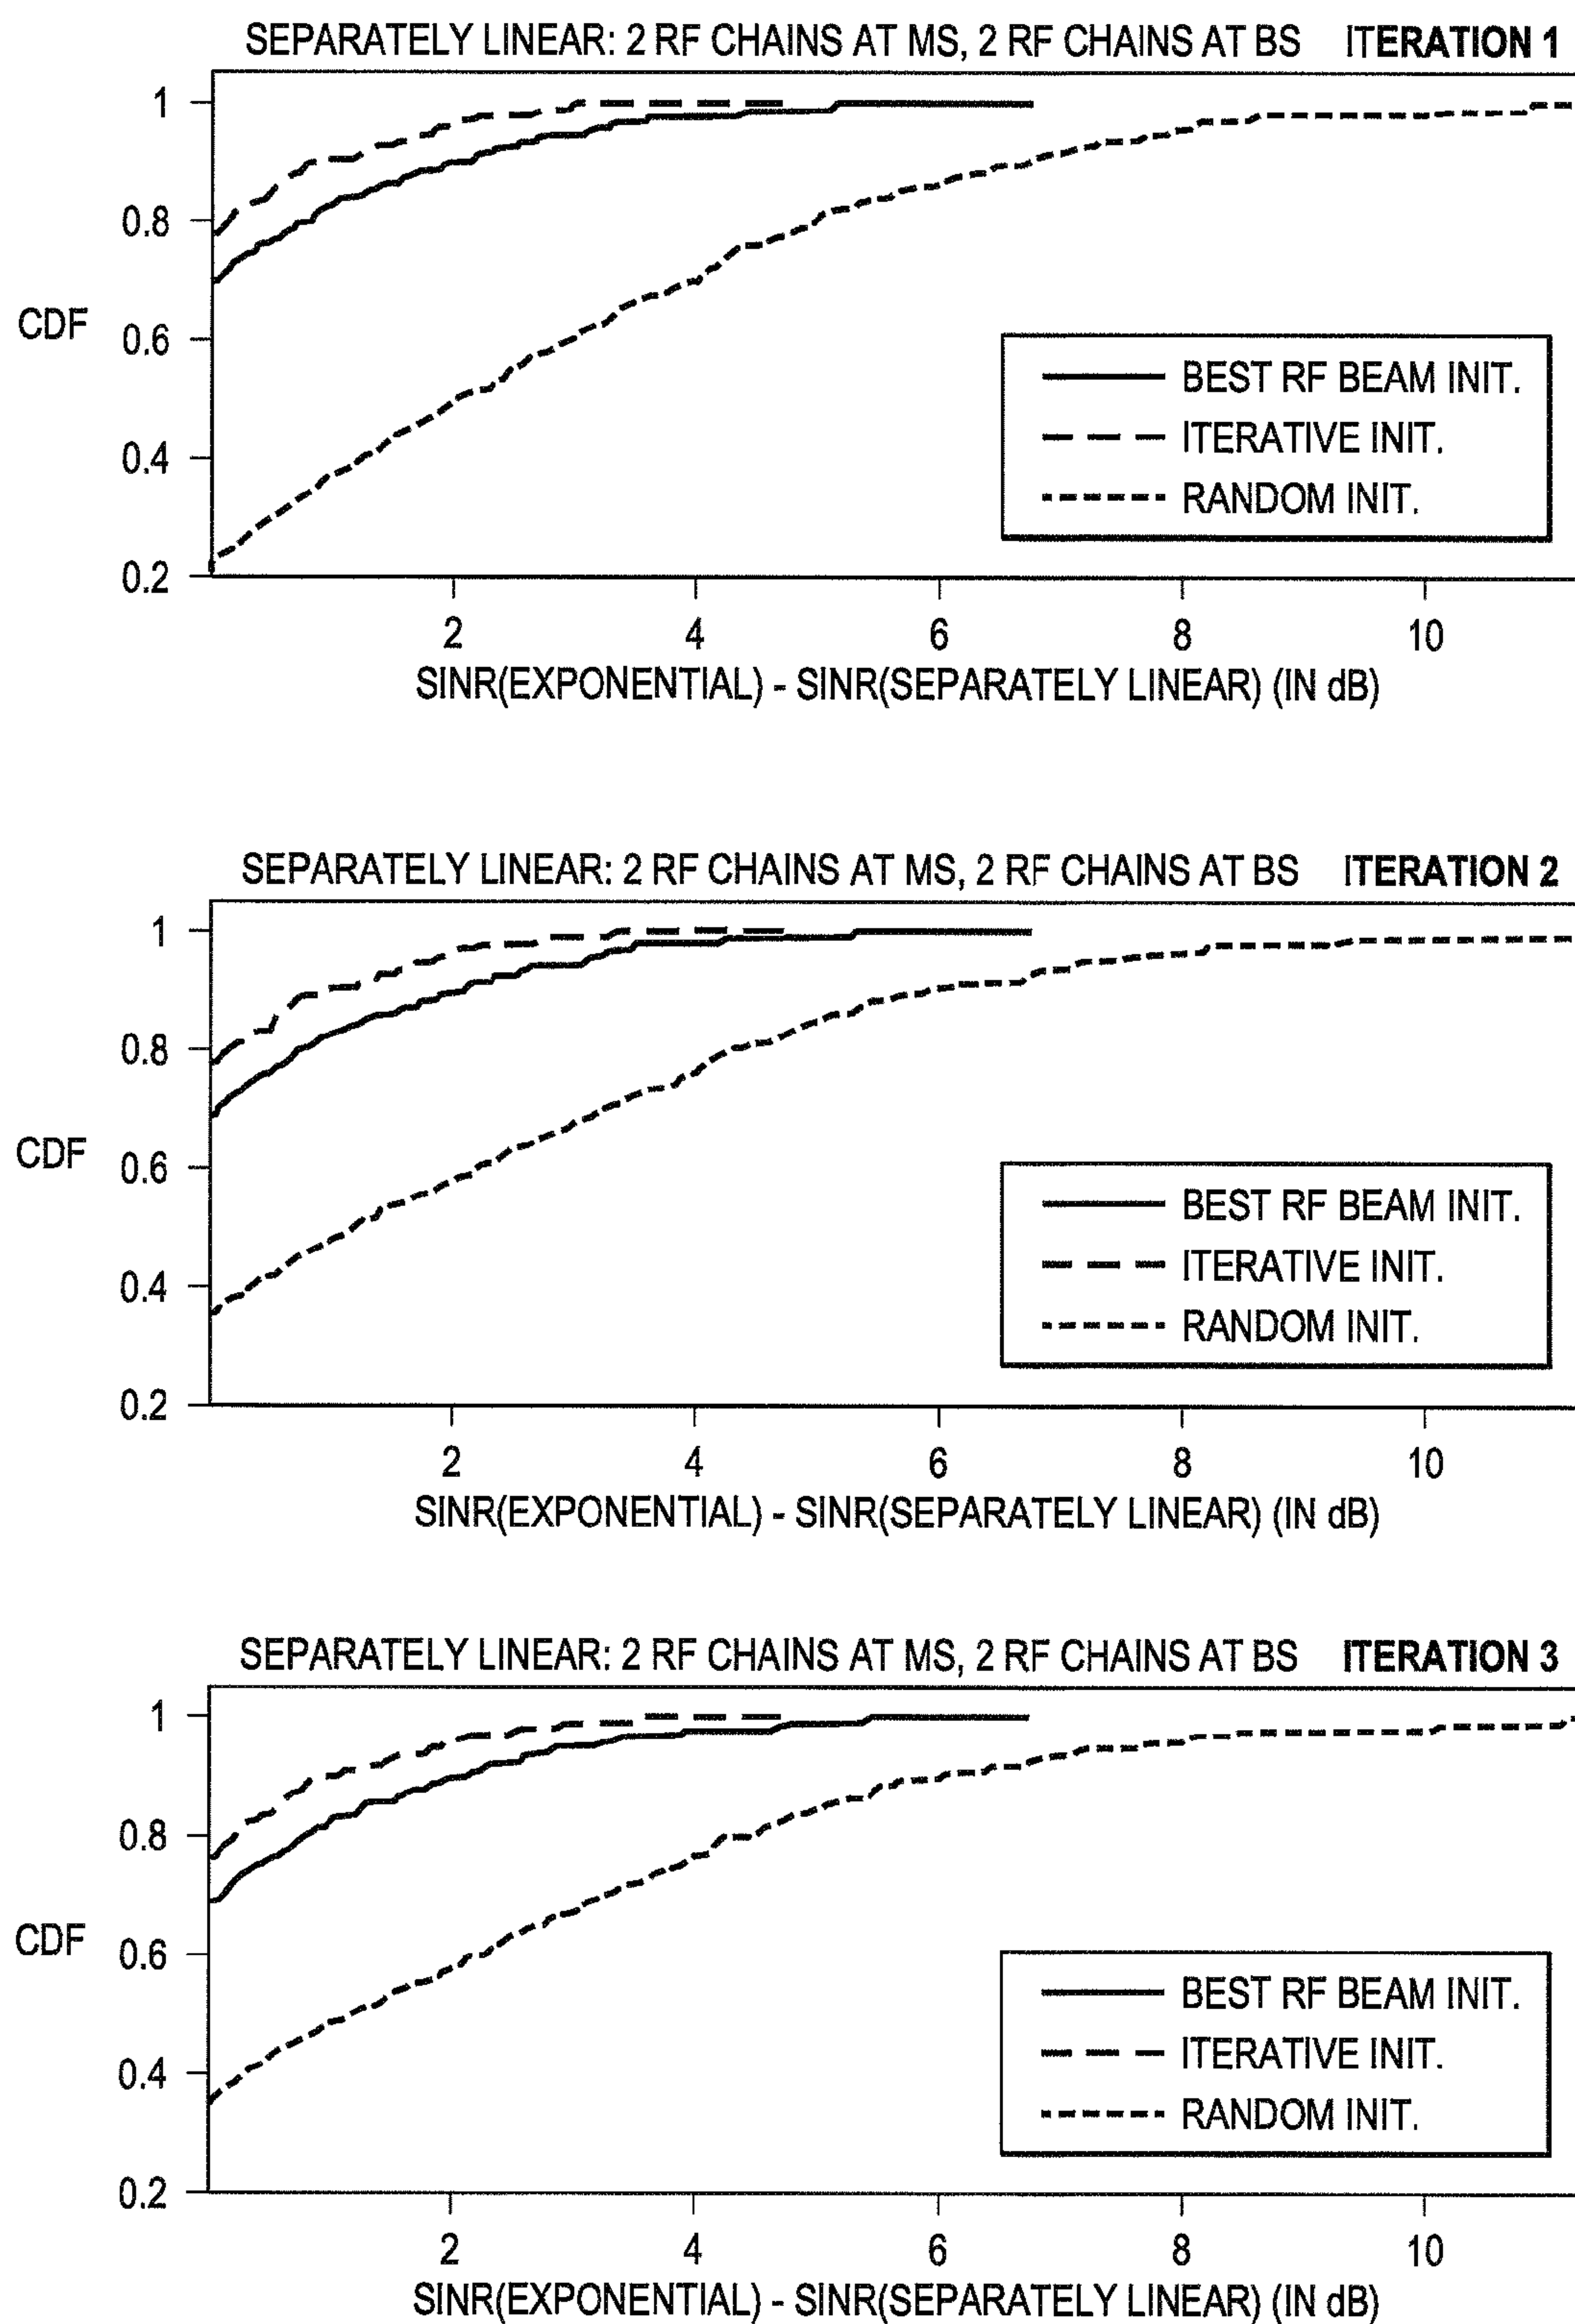 SEPARATELY LINEAR: 2 RF CHAINS AT MS, 2 RF CHAINS AT BS ITERATION 1
1
0.8
CDF
0.6
0.4
0.2
BEST RF BEAM INIT.
ITERATIVE INIT.
RANDOM INIT.
2 4 6 8 10
SINR(EXPONENTIAL) - SINR(SEPARATELY LINEAR) (IN dB)
SEPARATELY LINEAR: 2 RF CHAINS AT MS, 2 RF CHAINS AT BS ITERATION 2
1
0.8
CDF
0.6
0.4
0.2
BEST RF BEAM INIT.
ITERATIVE INIT.
RANDOM INIT.
2 4 6 8 10
SINR(EXPONENTIAL) - SINR(SEPARATELY LINEAR) (IN dB)
SEPARATELY LINEAR: 2 RF CHAINS AT MS, 2 RF CHAINS AT BS ITERATION 3
1
0.8
CDF
0.6
0.4
0.2
BEST RF BEAM INIT.
ITERATIVE INIT.
RANDOM INIT.
2 4 6 8 10
SINR(EXPONENTIAL) - SINR(SEPARATELY LINEAR) (IN dB)